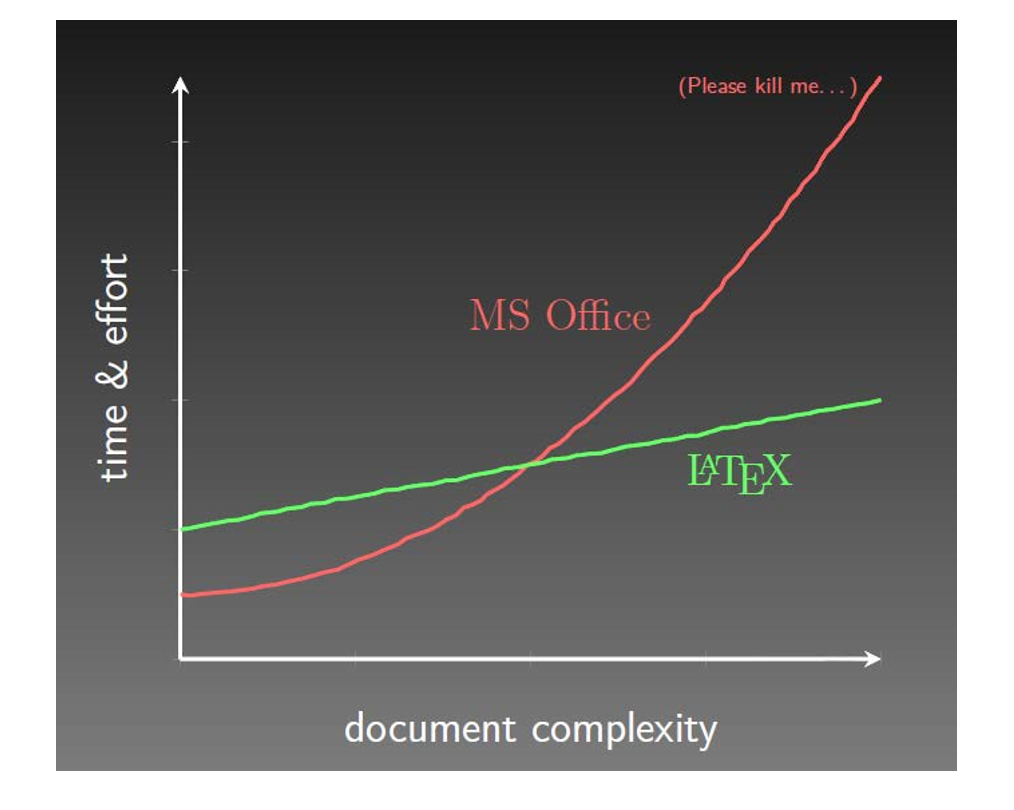 (Please kill me...)
MS Office
time & effort
LATEX
document complexity